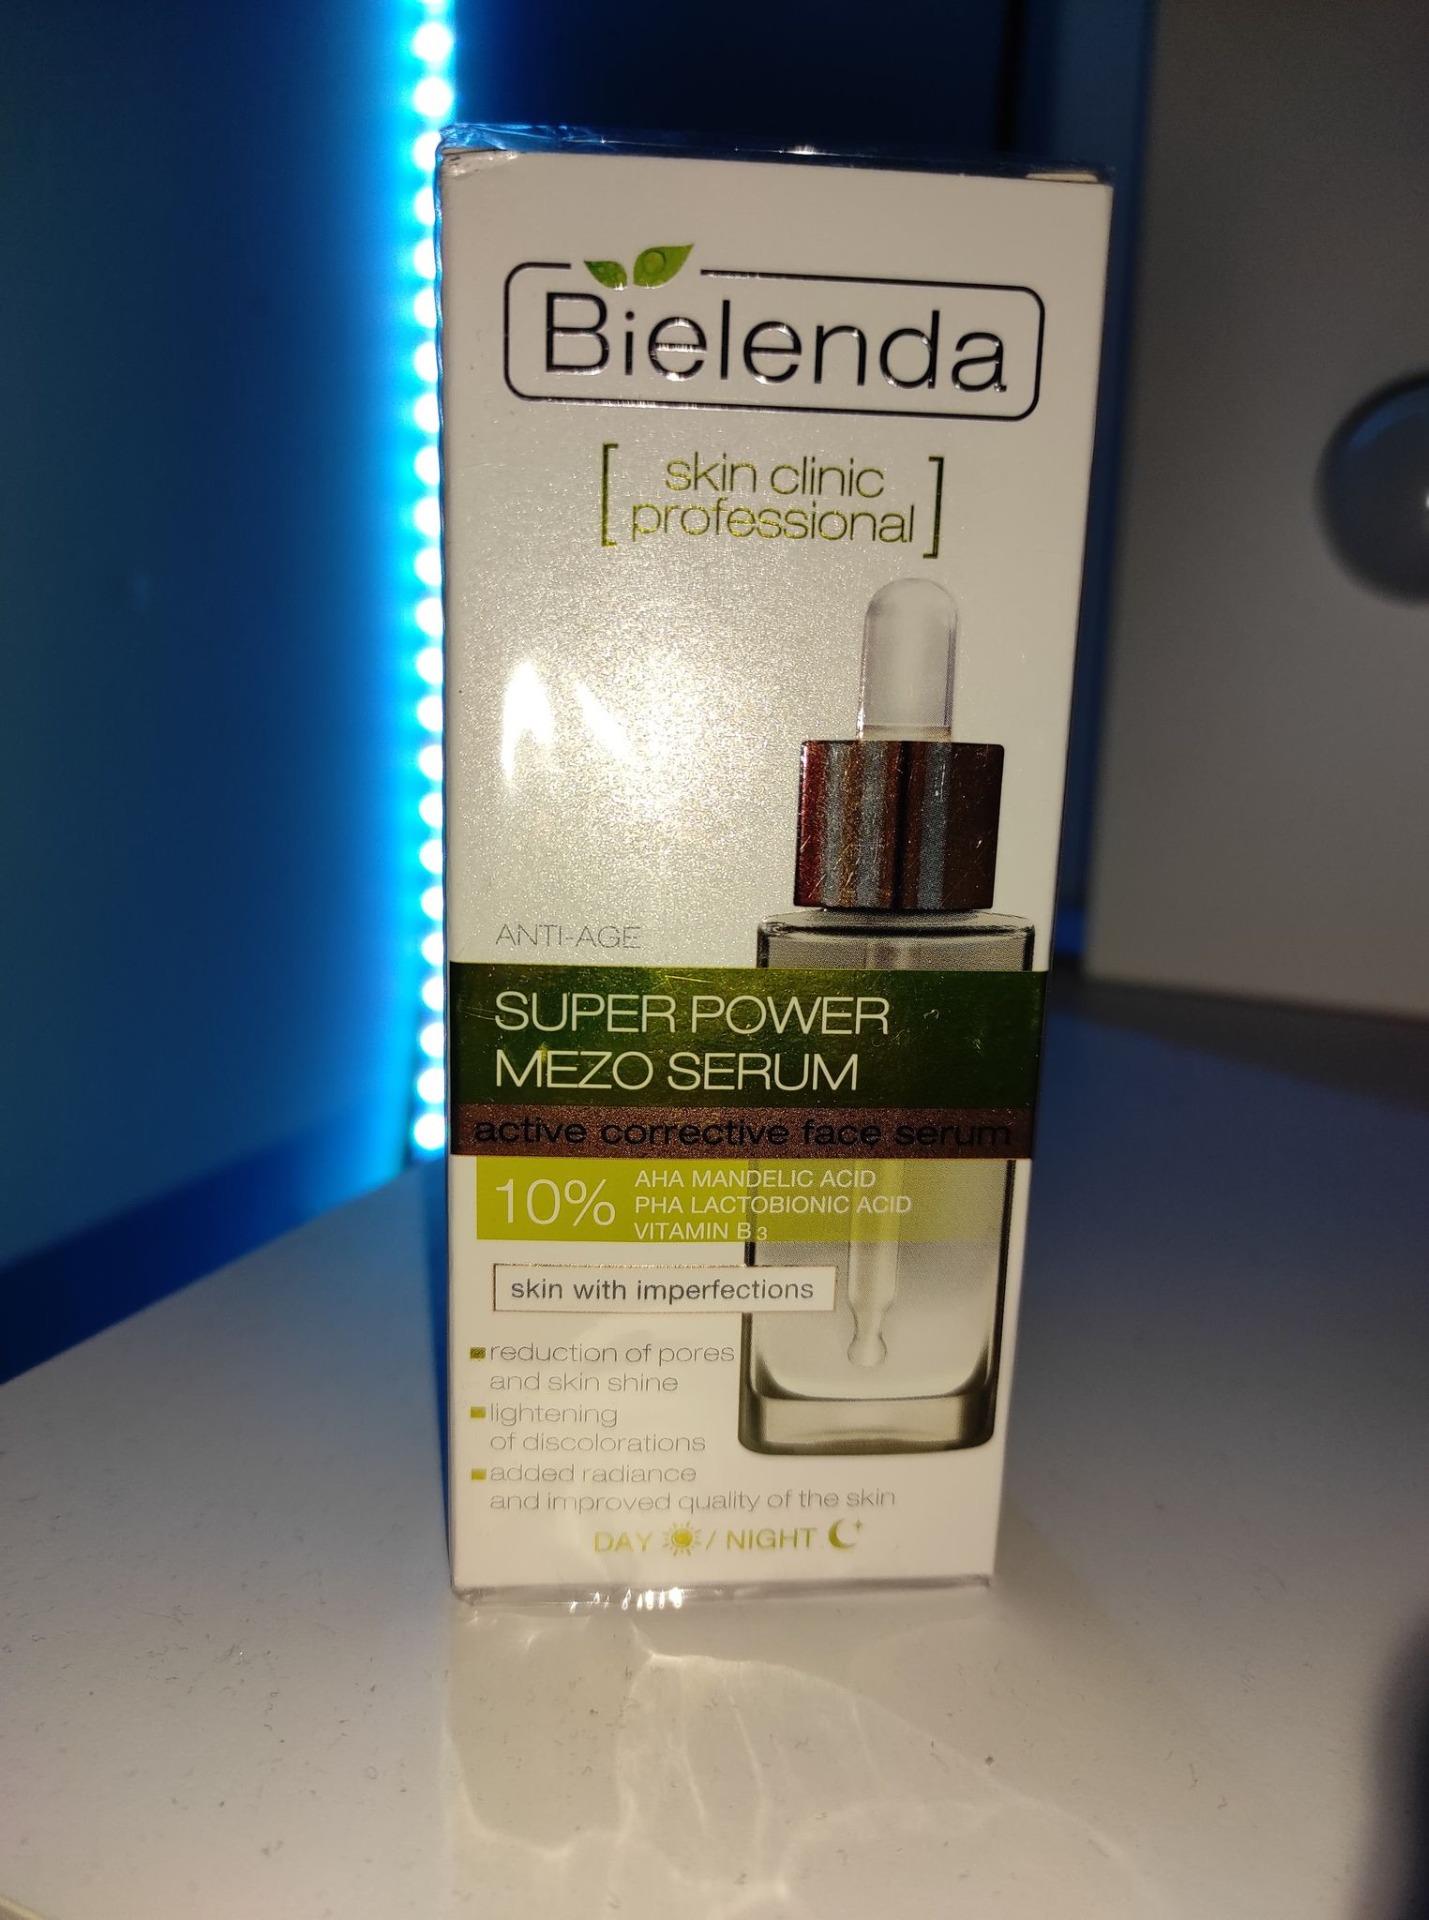 Bielenda
[ skin clinic
professional ]
ANTI-AGE
SUPER POWER
MEZO SERUM
active corrective face serum
10%
AHA MANDELIC ACID
PHA LACTOBIONIC ACID
VITAMIN B3
skin with imperfections
reduction of pores
and skin shine
lightening
of discolorations
added radiance
and improved quality of the skin
DAY / NIGHT